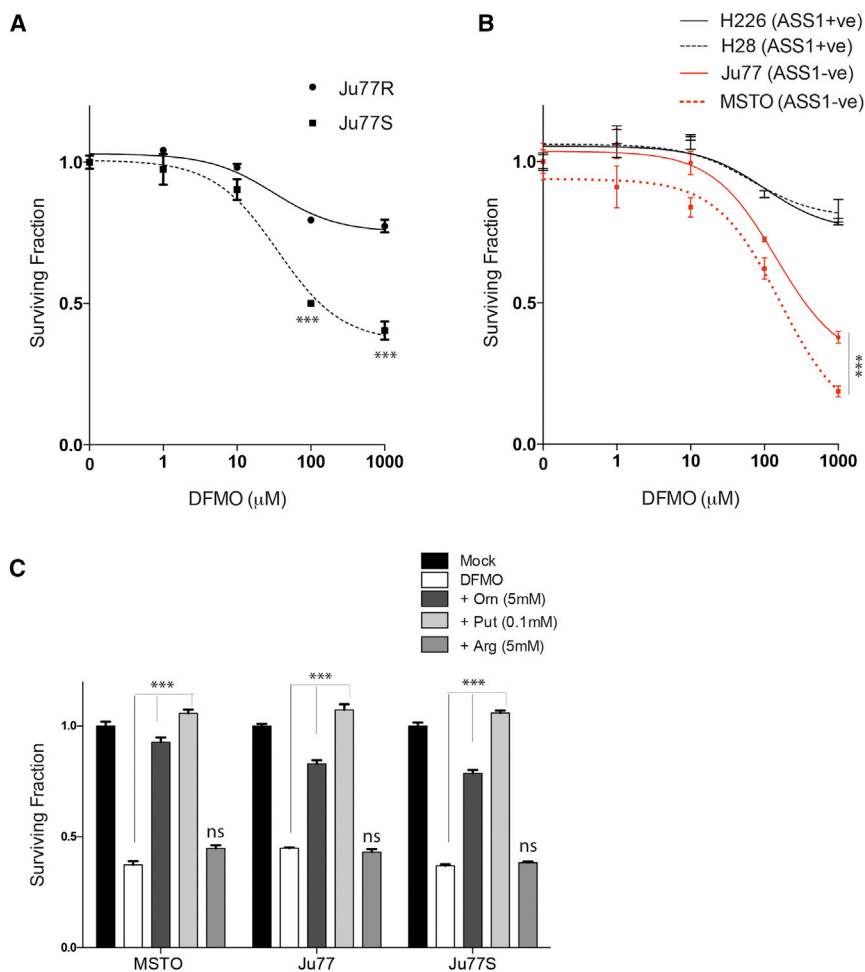 A
Ju77R
Ju77S
1.0
0.5
0.0
Surviving Fraction
***
***
0 1 10 100 1000
DFMO (μM)
B
H226 (ASS1+ve)
H28 (ASS1+ve)
Ju77 (ASS1-ve)
MSTO (ASS1-ve)
1.0
0.5
0.0
Surviving Fraction
***
0 1 10 100 1000
DFMO (μM)
C
Mock
DFMO
+ Orn (5mM)
+ Put (0.1mM)
+ Arg (5mM)
*** *** ***
1.0
0.5
0.0
Surviving Fraction
ns ns ns
MSTO Ju77 Ju77S